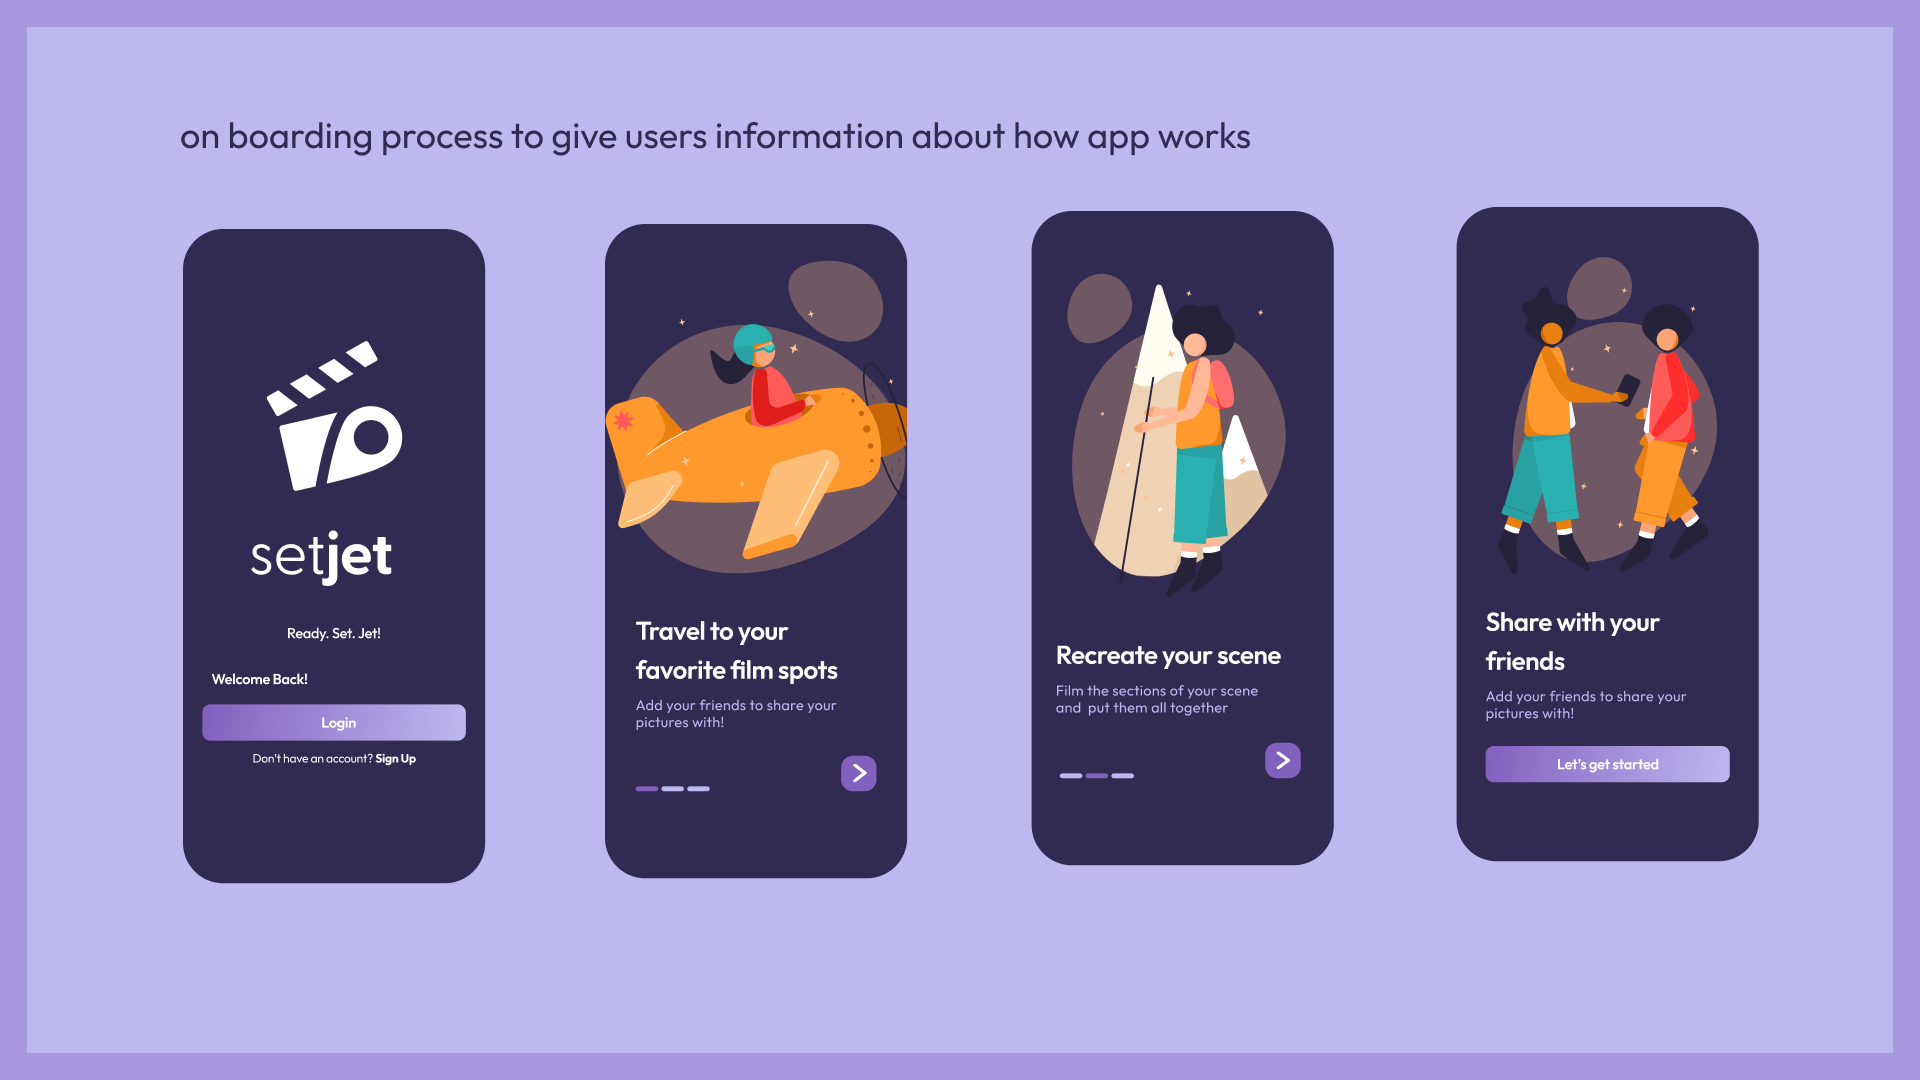 on boarding process to give users information about how app works
setjet
Ready. Set. Jet!
Welcome Back!
Login
Don't have an account? Sign Up
Travel to your
favorite film spots
Add your friends to share your
pictures with!
Recreate your scene
Film the sections of your scene
and  put them all together
Share with your
friends
Add your friends to share your
pictures with!
Let's get started